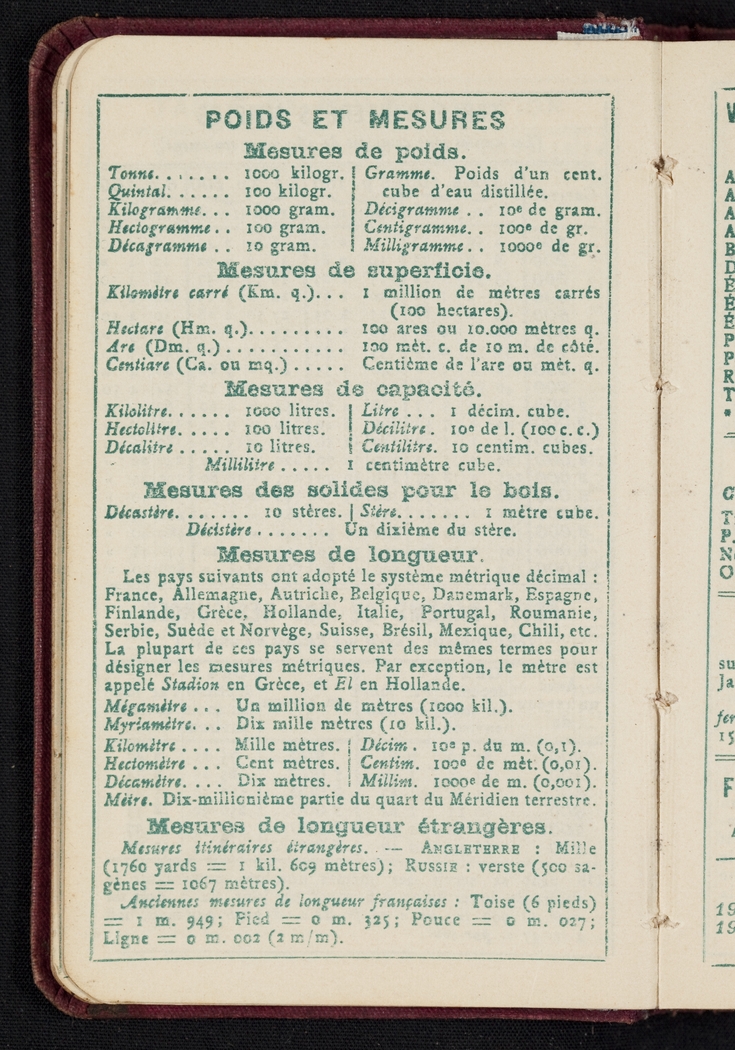 POIDS ET MESURES
Mesures de poids.
Tonne....... 1000 kilogr.
Quintal...... 100 kilogr.
Kilogramme... 1000 gram.
Hectogramme.. 100 gram.
Décagramme.. 10 gram.
Gramme. Poids d'un cent.
cube d'eau distillée.
Décigramme.. 10e de gram.
Centigramme.. 100e de gr.
Milligramme.. 1000e de gr.
Mesures de superficie.
Kilomètre carré (Km. q.)... 1 million de mètres carrés
(100 hectares).
Hectare (Hm. q.)......... 100 ares ou 10.000 mètres q.
Are (Dm. q.)........... 100 mèt. c. de 10 m. de côté.
Centiare (Ca. ou mq.)..... Centième de l'are ou mèt. q.
Mesures de capacité.
Kilolitre...... 1000 litres.
Hectolitre..... 100 litres.
Décalitre..... 10 litres.
Litre... 1 décim. cube.
Décilitre. 10e de l. (100 c. c.)
Centilitre. 10 centim. cubes.
Millilitre..... 1 centimètre cube.
Mesures des solides pour le bois.
Décastère....... 10 stères. | Stère....... 1 mètre cube.
Décistère....... Un dixième du stère.
Mesures de longueur.
Les pays suivants ont adopté le système métrique décimal :
France, Allemagne, Autriche, Belgique, Danemark, Espagne,
Finlande, Grèce, Hollande, Italie, Portugal, Roumanie,
Serbie, Suède et Norvège, Suisse, Brésil, Mexique, Chili, etc.
La plupart de ces pays se servent des mêmes termes pour
désigner les mesures métriques. Par exception, le mètre est
appelé Stadion en Grèce, et El en Hollande.
Mégamètre... Un million de mètres (1000 kil.).
Myriamètre... Dix mille mètres (10 kil.).
Kilomètre.... Mille mètres.
Hectomètre... Cent mètres.
Décamètre.... Dix mètres.
Décim. 10e p. du m. (0,1).
Centim. 100e de mèt. (0,01).
Millim. 1000e de m. (0,001).
Mètre. Dix-millionième partie du quart du Méridien terrestre.
Mesures de longueur étrangères.
Mesures itinéraires étrangères. — ANGLETERRE : Mille
(1760 yards = 1 kil. 609 mètres); RUSSIE : verste (500 sa-
gènes = 1067 mètres).
Anciennes mesures de longueur françaises : Toise (6 pieds)
= 1 m. 949; Pied = 0 m. 325; Pouce = 0 m. 027;
Ligne = 0 m. 002 (2 m/m).